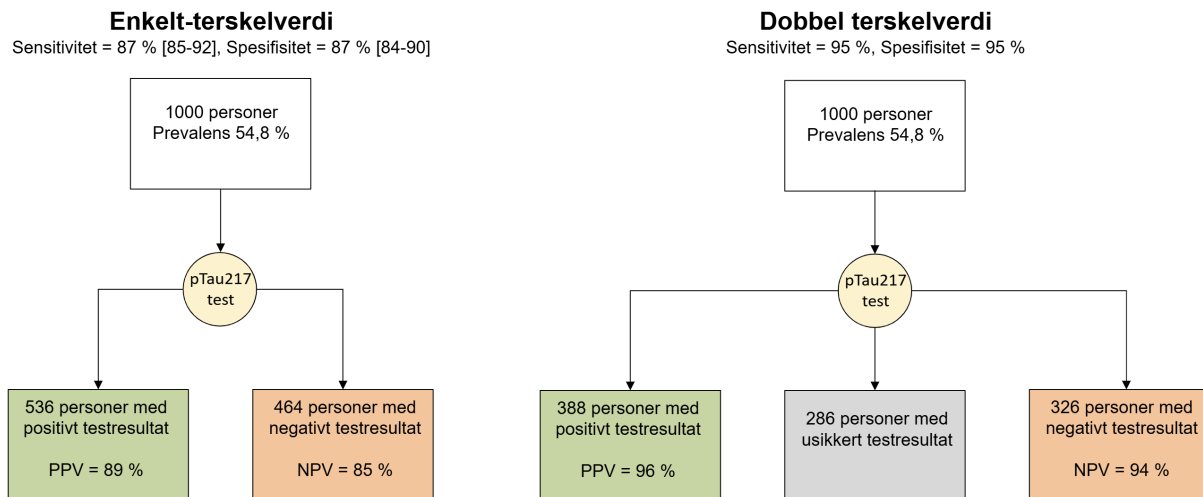 Enkelt-terskelverdi
Sensitivitet = 87 % [85-92], Spesifisitet = 87 % [84-90]
1000 personer
Prevalens 54,8 %
pTau217
test
536 personer med
positivt testresultat
PPV = 89 %
464 personer med
negativt testresultat
NPV = 85 %
Dobbel terskelverdi
Sensitivitet = 95 %, Spesifisitet = 95 %
1000 personer
Prevalens 54,8 %
pTau217
test
388 personer med
positivt testresultat
PPV = 96 %
286 personer med
usikkert testresultat
326 personer med
negativt testresultat
NPV = 94 %